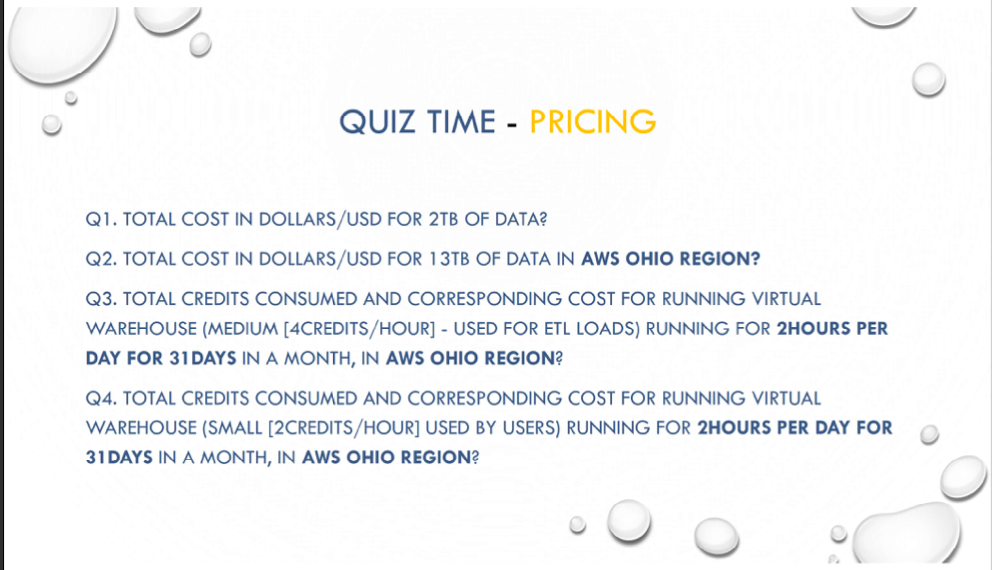 QUIZ TIME - PRICING
Q1. TOTAL COST IN DOLLARS/USD FOR 2TB OF DATA?
Q2. TOTAL COST IN DOLLARS/USD FOR 13TB OF DATA IN AWS OHIO REGION?
Q3. TOTAL CREDITS CONSUMED AND CORRESPONDING COST FOR RUNNING VIRTUAL
WAREHOUSE (MEDIUM [4CREDITS/HOUR] - USED FOR ETL LOADS) RUNNING FOR 2HOURS PER
DAY FOR 31DAYS IN A MONTH, IN AWS OHIO REGION?
Q4. TOTAL CREDITS CONSUMED AND CORRESPONDING COST FOR RUNNING VIRTUAL
WAREHOUSE (SMALL [2CREDITS/HOUR] USED BY USERS) RUNNING FOR 2HOURS PER DAY FOR
31DAYS IN A MONTH, IN AWS OHIO REGION?